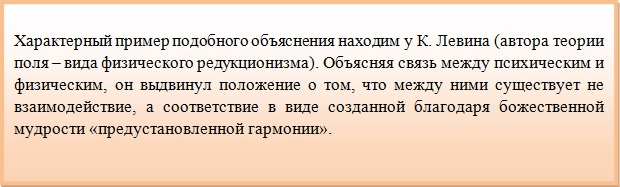 Характерный пример подобного объяснения находим у К. Левина (автора теории
поля – вида физического редукционизма). Объясняя связь между психическим и
физическим, он выдвинул положение о том, что между ними существует не
взаимодействие, а соответствие в виде созданной благодаря божественной
мудрости «предустановленной гармонии».